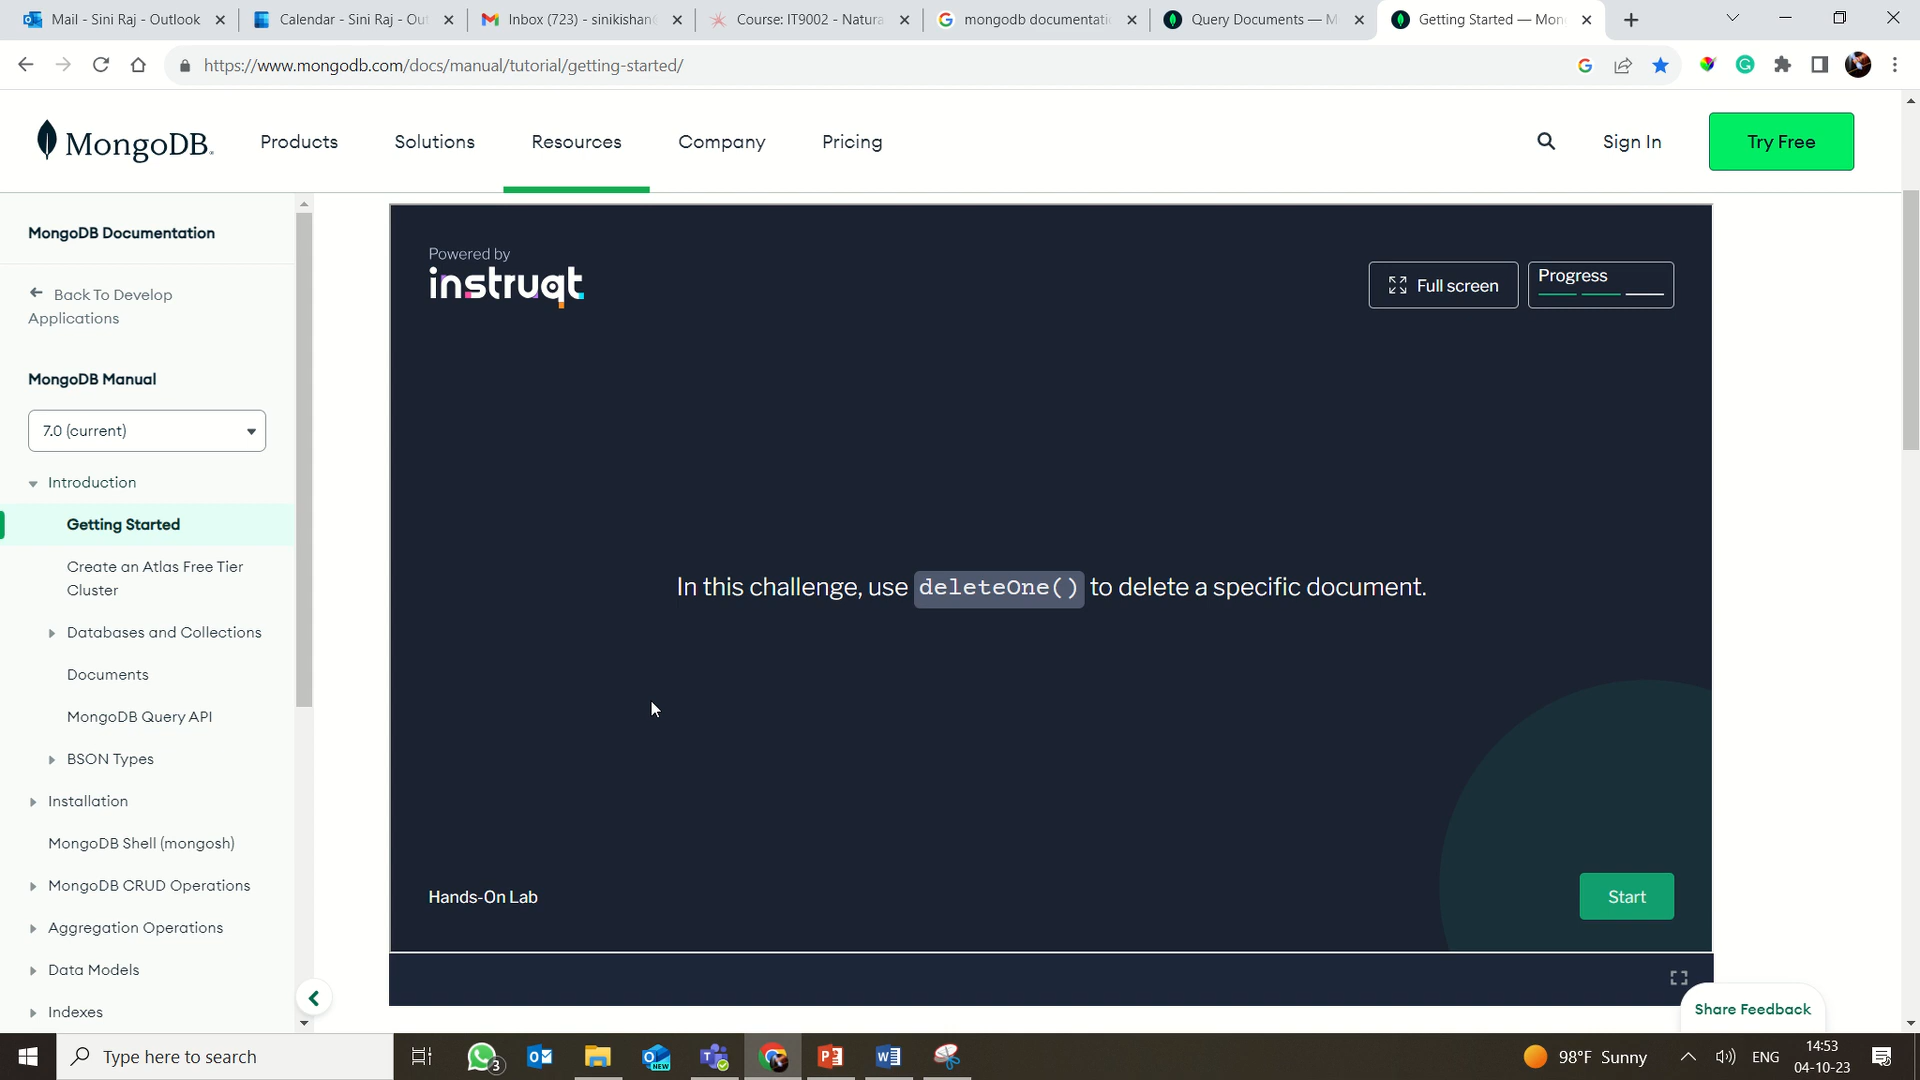 Mail - Sini Raj - Outlook
Calendar - Sini Raj - Ou
Inbox (723) - sinikishan
Course: IT9002 - Natura
mongodb documentati
Query Documents — M
Getting Started — Mon
https://www.mongodb.com/docs/manual/tutorial/getting-started/
MongoDB.
Products
Solutions
Resources
Company
Pricing
Sign In
Try Free
MongoDB Documentation
Back To Develop
Applications
MongoDB Manual
7.0 (current)
Introduction
Getting Started
Create an Atlas Free Tier
Cluster
Databases and Collections
Documents
MongoDB Query API
BSON Types
Installation
MongoDB Shell (mongosh)
MongoDB CRUD Operations
Aggregation Operations
Data Models
Indexes
Powered by
instruqt
Full screen
Progress
In this challenge, use deleteOne() to delete a specific document.
Hands-On Lab
Start
Share Feedback
Type here to search
3
NEW
98°F Sunny
ENG
14:53
04-10-23